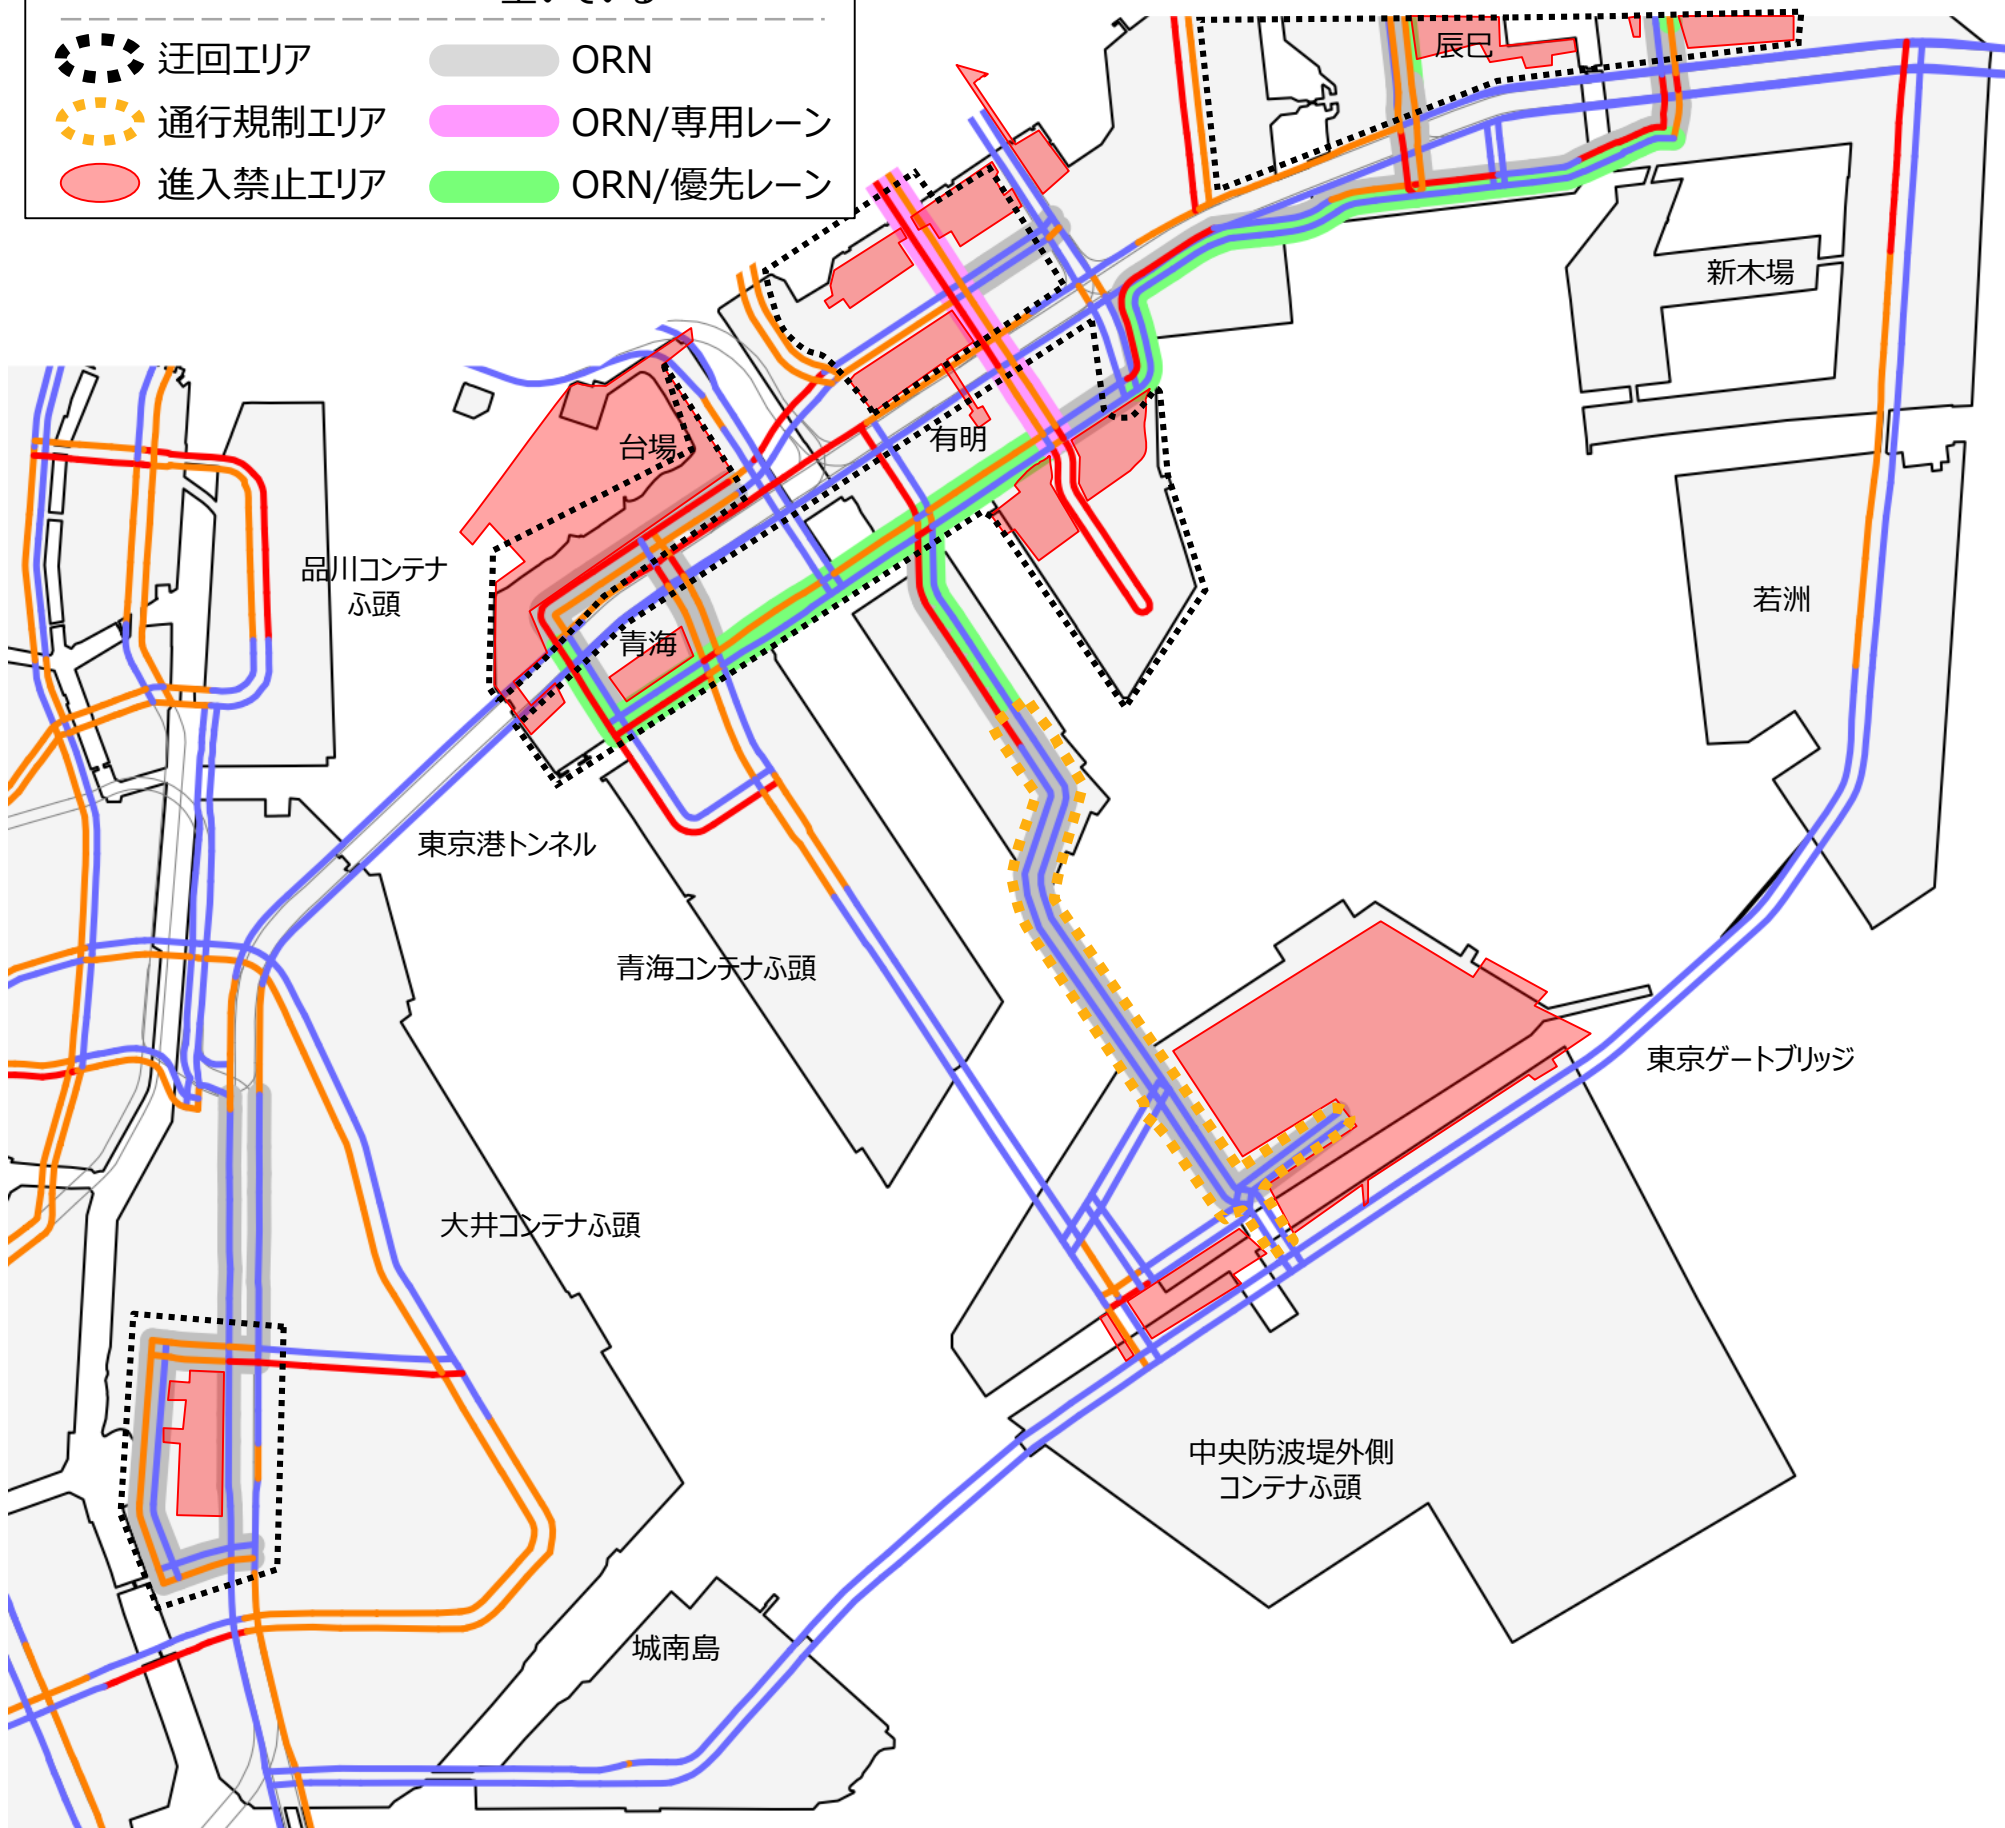 空いている
迂回エリア
ORN
通行規制エリア
ORN/専用レーン
進入禁止エリア
ORN/優先レーン
辰巳
新木場
台場
有明
品川コンテナ
ふ頭
若洲
青海
東京港トンネル
青海コンテナふ頭
東京ゲートブリッジ
大井コンテナふ頭
中央防波堤外側
コンテナふ頭
城南島